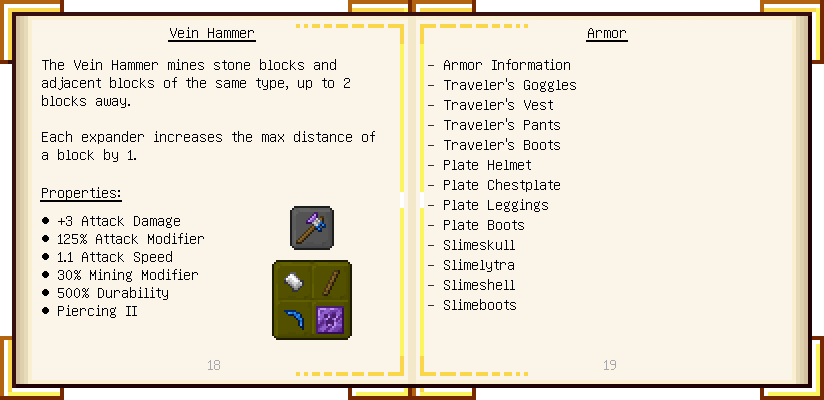 Vein Hammer
The Vein Hammer mines stone blocks and
adjacent blocks of the same type, up to 2
blocks away.
Each expander increases the max distance of
a block by 1.
Properties:
● +3 Attack Damage
● 125% Attack Modifier
● 1.1 Attack Speed
● 30% Mining Modifier
● 500% Durability
● Piercing II
18
Armor
- Armor Information
- Traveler's Goggles
- Traveler's Vest
- Traveler's Pants
- Traveler's Boots
- Plate Helmet
- Plate Chestplate
- Plate Leggings
- Plate Boots
- Slimeskull
- Slimelytra
- Slimeshell
- Slimeboots
19